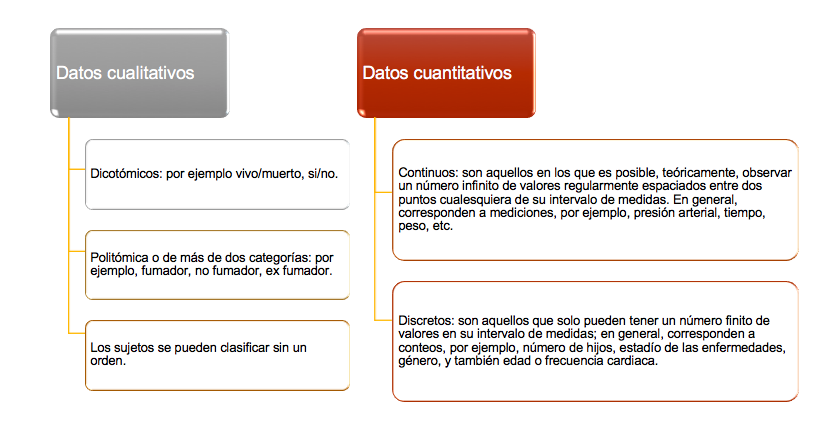 Datos cualitativos
Dicotómicos: por ejemplo vivo/muerto, si/no.
Politómica o de más de dos categorías: por
ejemplo, fumador, no fumador, ex fumador.
Los sujetos se pueden clasificar sin un
orden.
Datos cuantitativos
Continuos: son aquellos en los que es posible, teóricamente, observar
un número infinito de valores regularmente espaciados entre dos
puntos cualesquiera de su intervalo de medidas. En general,
corresponden a mediciones, por ejemplo, presión arterial, tiempo,
peso, etc.
Discretos: son aquellos que solo pueden tener un número finito de
valores en su intervalo de medidas; en general, corresponden a
conteos, por ejemplo, número de hijos, estadío de las enfermedades,
género, y también edad o frecuencia cardiaca.